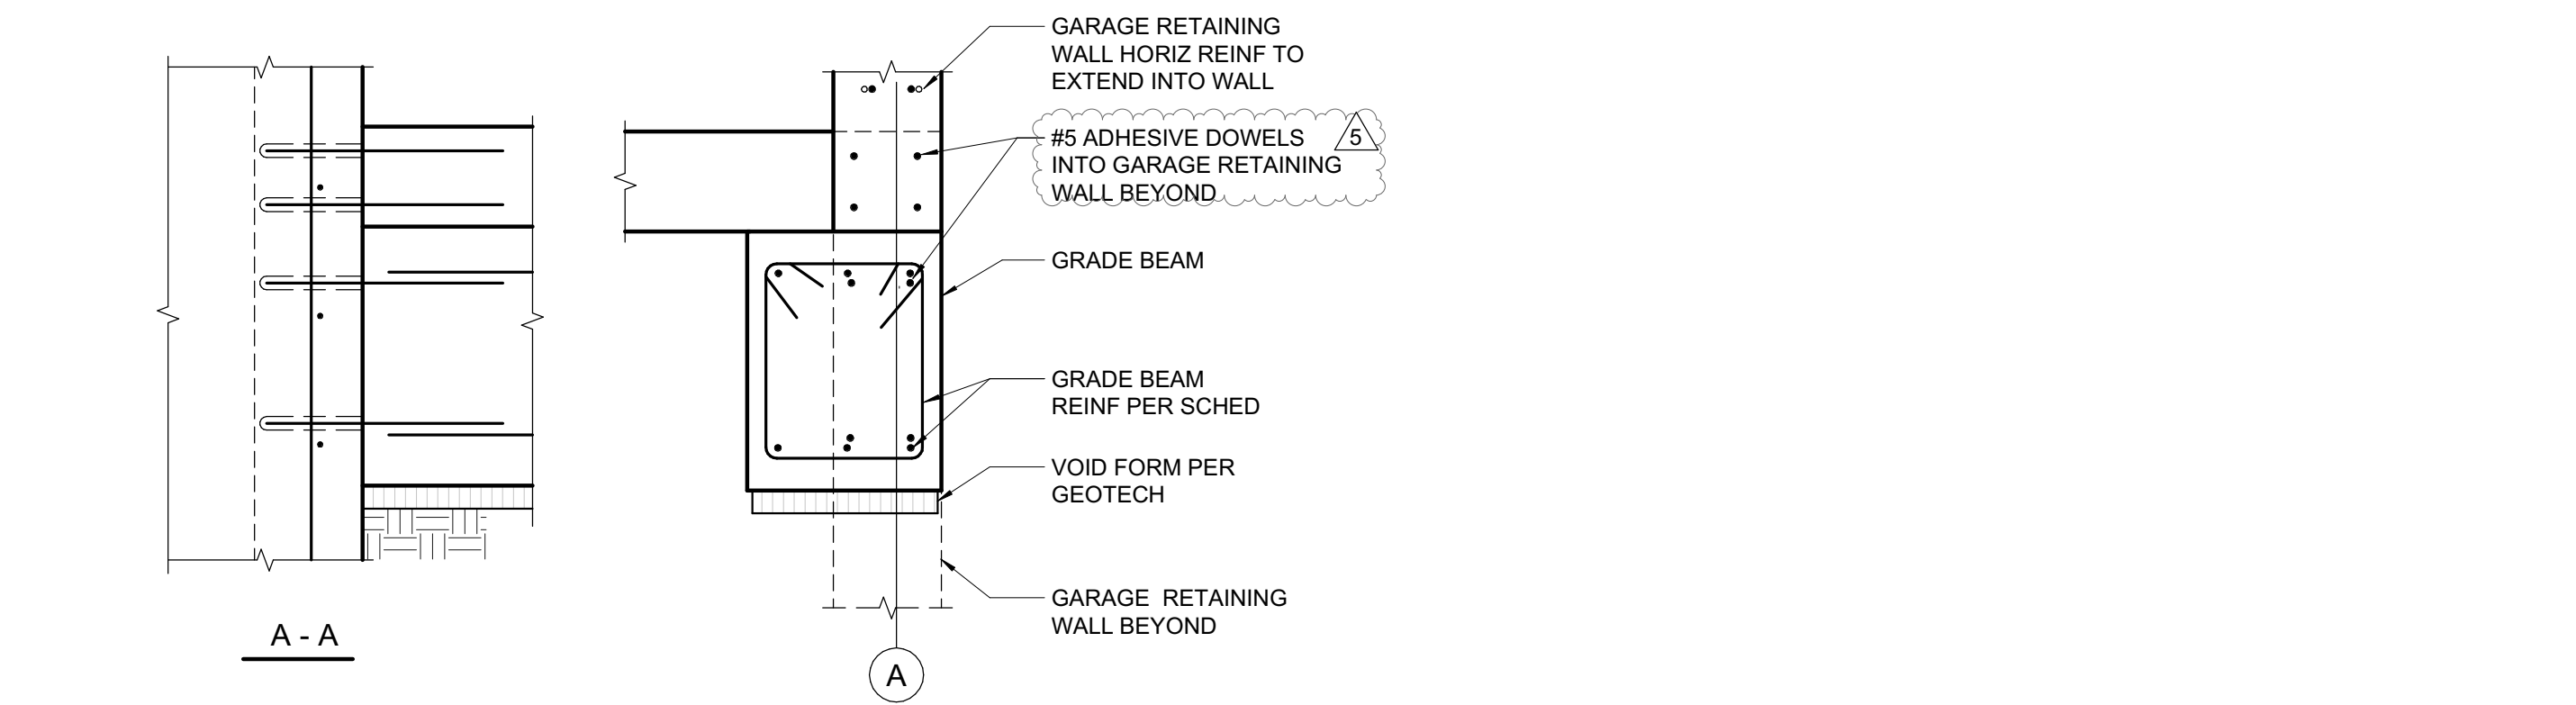 GARAGE RETAINING
WALL HORIZ REINF TO
EXTEND INTO WALL
#5 ADHESIVE DOWELS
INTO GARAGE RETAINING
WALL BEYOND
5
GRADE BEAM
GRADE BEAM
REINF PER SCHED
VOID FORM PER
GEOTECH
GARAGE RETAINING
WALL BEYOND
A - A
A